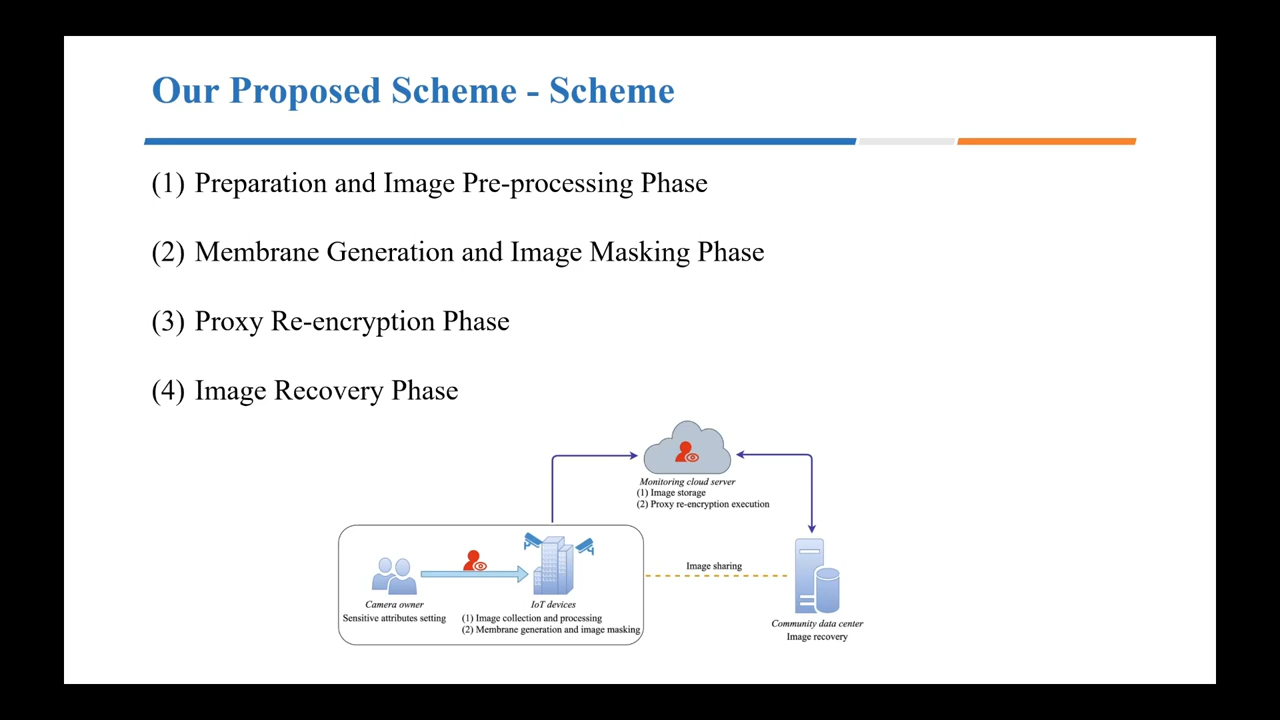 Our Proposed Scheme - Scheme
(1) Preparation and Image Pre-processing Phase
(2) Membrane Generation and Image Masking Phase
(3) Proxy Re-encryption Phase
(4) Image Recovery Phase
Monitoring cloud server
(1) Image storage
(2) Proxy re-encryption execution
Image sharing
Camera owner
Sensitive attributes setting
IoT devices
(1) Image collection and processing
(2) Membrane generation and image masking
Community data center
Image recovery